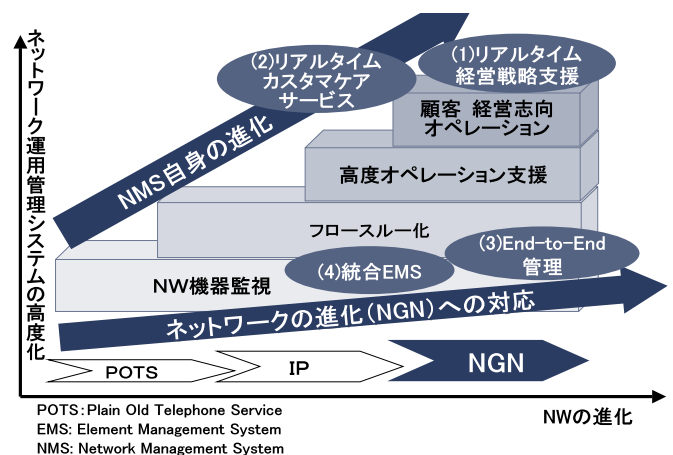 ネットワーク運用管理システムの高度化
(1)リアルタイム
経営戦略支援
(2)リアルタイム
カスタマケア
サービス
NMS自身の進化
顧客 経営志向
オペレーション
高度オペレーション支援
フロースルー化
(3)End-to-End
管理
(4)統合EMS
NW機器監視
ネットワークの進化(NGN)への対応
POTS
IP
NGN
NWの進化
POTS:Plain Old Telephone Service
EMS: Element Management System
NMS: Network Management System